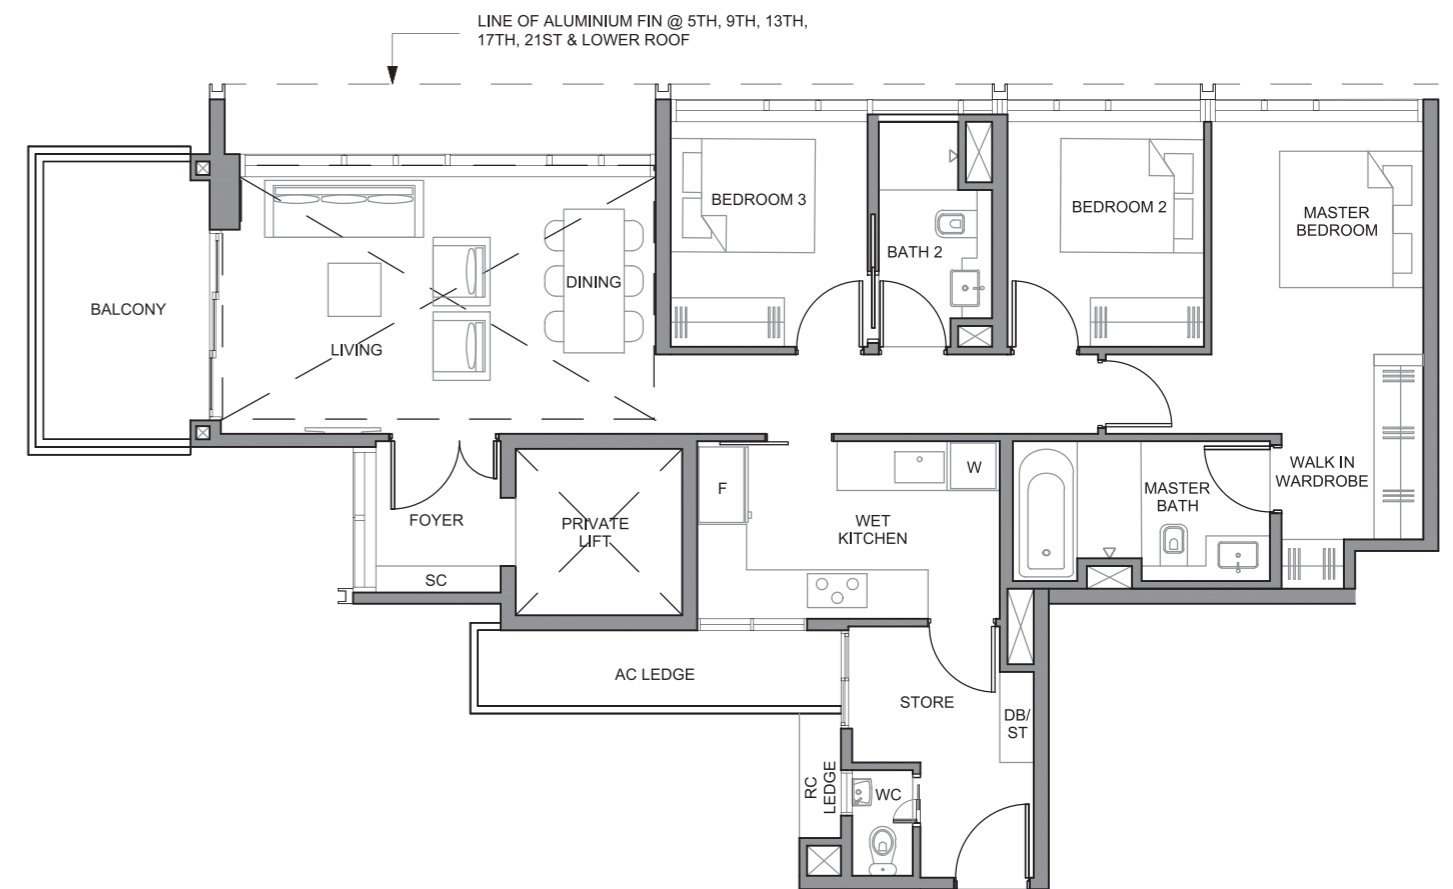 LINE OF ALUMINIUM FIN @ 5TH, 9TH, 13TH,
17TH, 21ST & LOWER ROOF
BEDROOM 3
BEDROOM 2
MASTER
BEDROOM
BATH 2
DINING
BALCONY
LIVING
WALK IN
WARDROBE
W
F
MASTER
BATH
FOYER
PRIVATE
LIFT
WET
KITCHEN
SC
AC LEDGE
STORE
DB/
ST
RC
LEDGE
WC